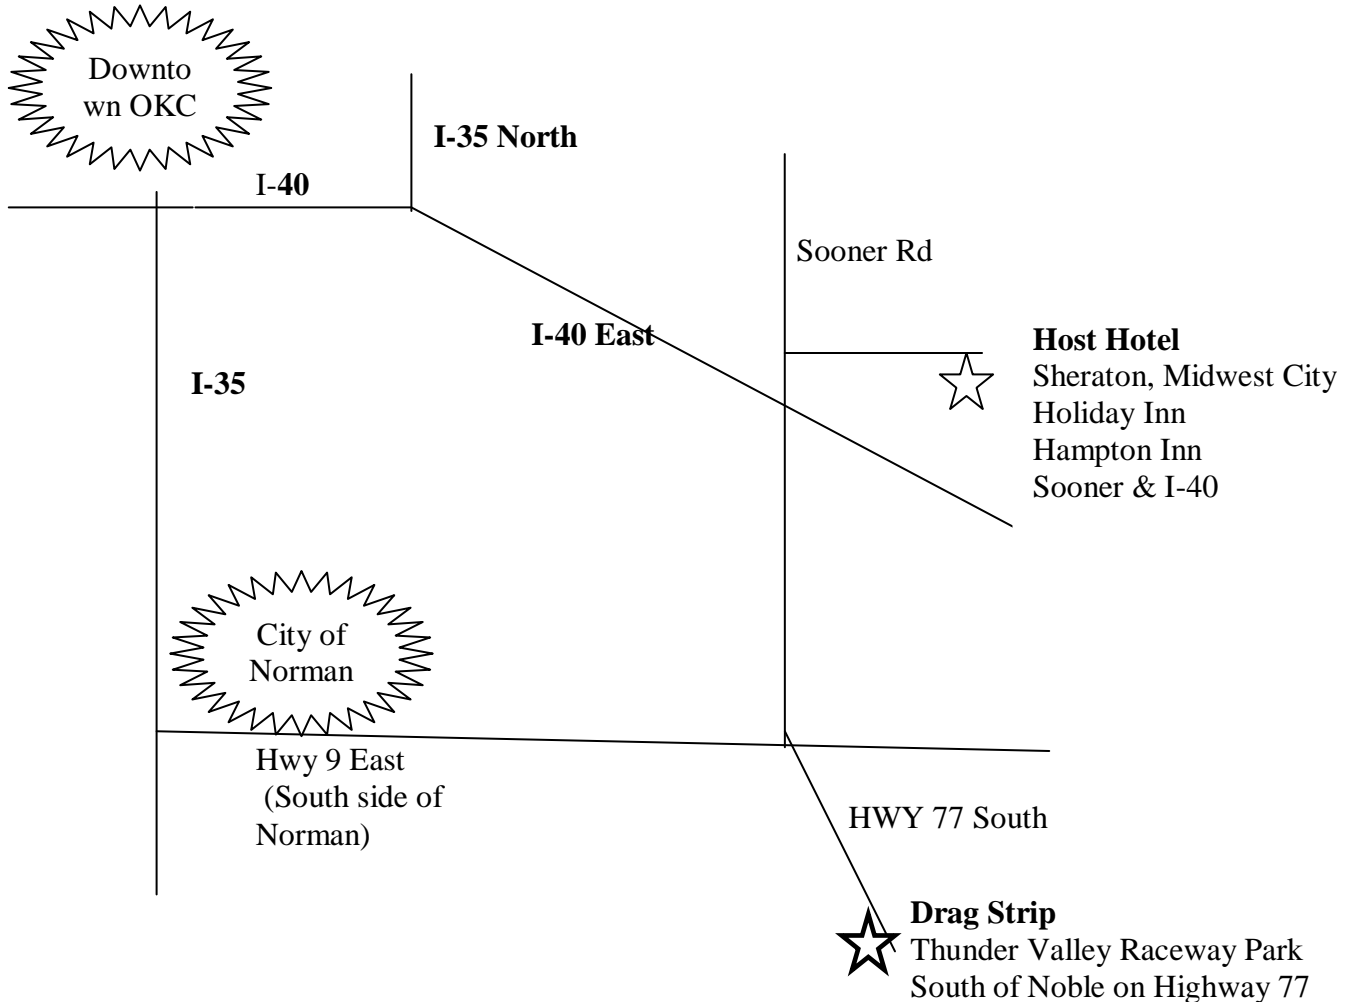 Downto
wn OKC
I-35 North
I-40
Sooner Rd
I-40 East
Host Hotel
Sheraton, Midwest City
Holiday Inn
Hampton Inn
Sooner & I-40
I-35
City of
Norman
Hwy 9 East
(South side of
Norman)
HWY 77 South
Drag Strip
Thunder Valley Raceway Park
South of Noble on Highway 77